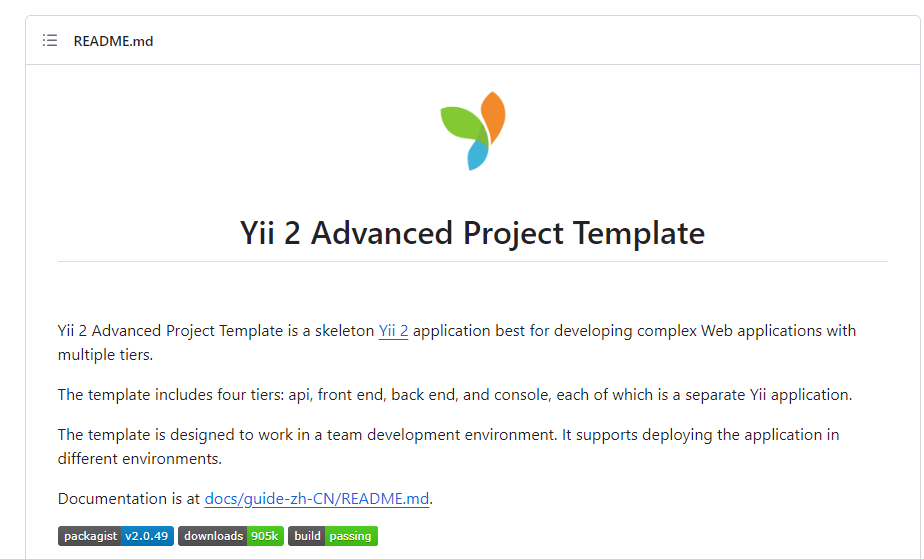 README.md
Yii 2 Advanced Project Template
Yii 2 Advanced Project Template is a skeleton Yii 2 application best for developing complex Web applications with
multiple tiers.
The template includes four tiers: api, front end, back end, and console, each of which is a separate Yii application.
The template is designed to work in a team development environment. It supports deploying the application in
different environments.
Documentation is at docs/guide-zh-CN/README.md.
packagist v2.0.49 downloads 905k build passing